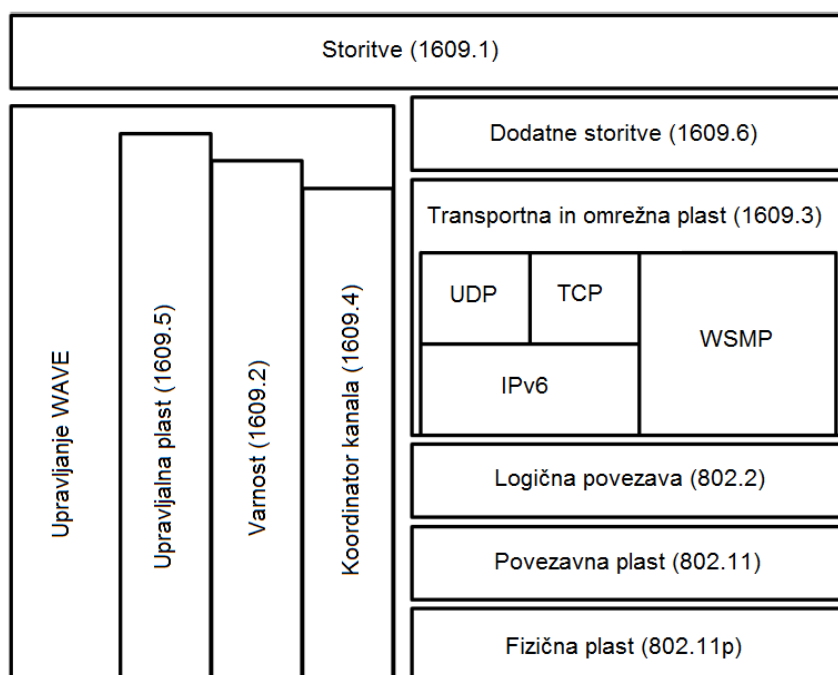 Storitve (1609.1)
Upravljanje WAVE
Upravljalna plast (1609.5)
Varnost (1609.2)
Koordinator kanala (1609.4)
Dodatne storitve (1609.6)
Transportna in omrežna plast (1609.3)
UDP
TCP
WSMP
IPv6
Logična povezava (802.2)
Povezavna plast (802.11)
Fizična plast (802.11p)